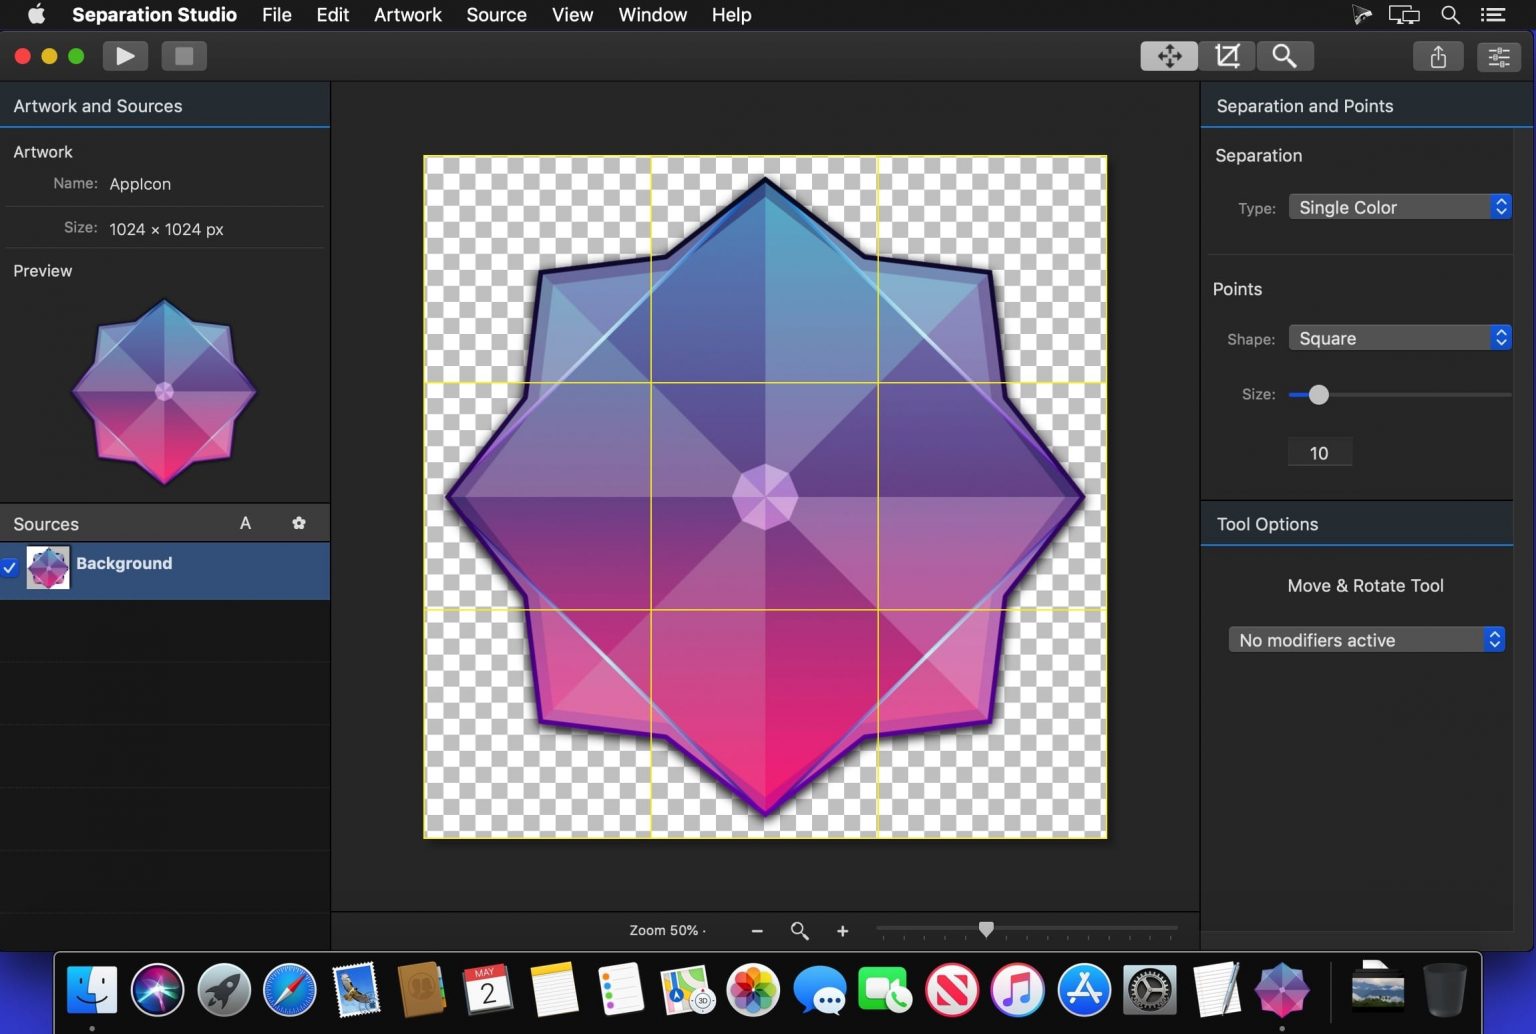 Separation Studio File Edit Artwork Source View Window Help
Artwork and Sources
Artwork
Name: AppIcon
Size: 1024 × 1024 px
Preview
Sources A
Background
Zoom 50%
Separation and Points
Separation
Type: Single Color
Points
Shape: Square
Size:
10
Tool Options
Move & Rotate Tool
No modifiers active
MAY
2
3D